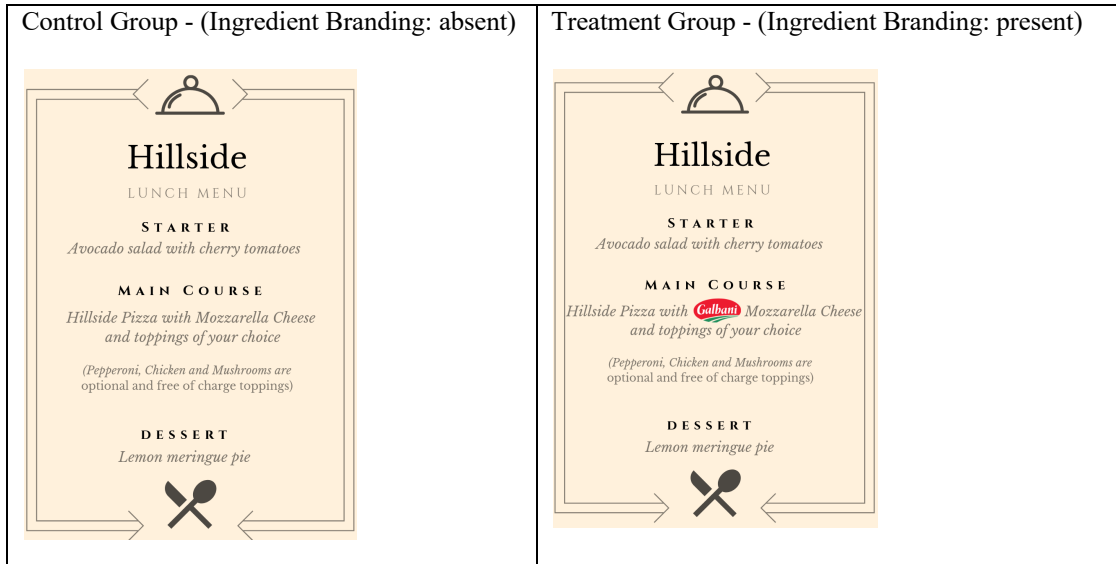 Control Group - (Ingredient Branding: absent)
Hillside
LUNCH MENU
STARTER
Avocado salad with cherry tomatoes
MAIN COURSE
Hillside Pizza with Mozzarella Cheese
and toppings of your choice
(Pepperoni, Chicken and Mushrooms are
optional and free of charge toppings)
DESSERT
Lemon meringue pie
Treatment Group - (Ingredient Branding: present)
Hillside
LUNCH MENU
STARTER
Avocado salad with cherry tomatoes
MAIN COURSE
Hillside Pizza with Galbani Mozzarella Cheese
and toppings of your choice
(Pepperoni, Chicken and Mushrooms are
optional and free of charge toppings)
DESSERT
Lemon meringue pie